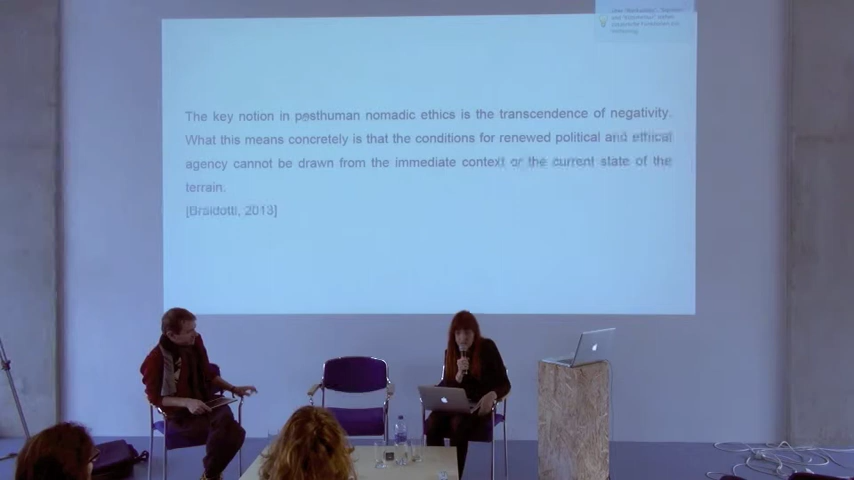 The key notion in posthuman nomadic ethics is the transcendence of negativity.
What this means concretely is that the conditions for renewed political and ethical
agency cannot be drawn from the immediate context or the current state of the
terrain.
[Braidotti, 2013]